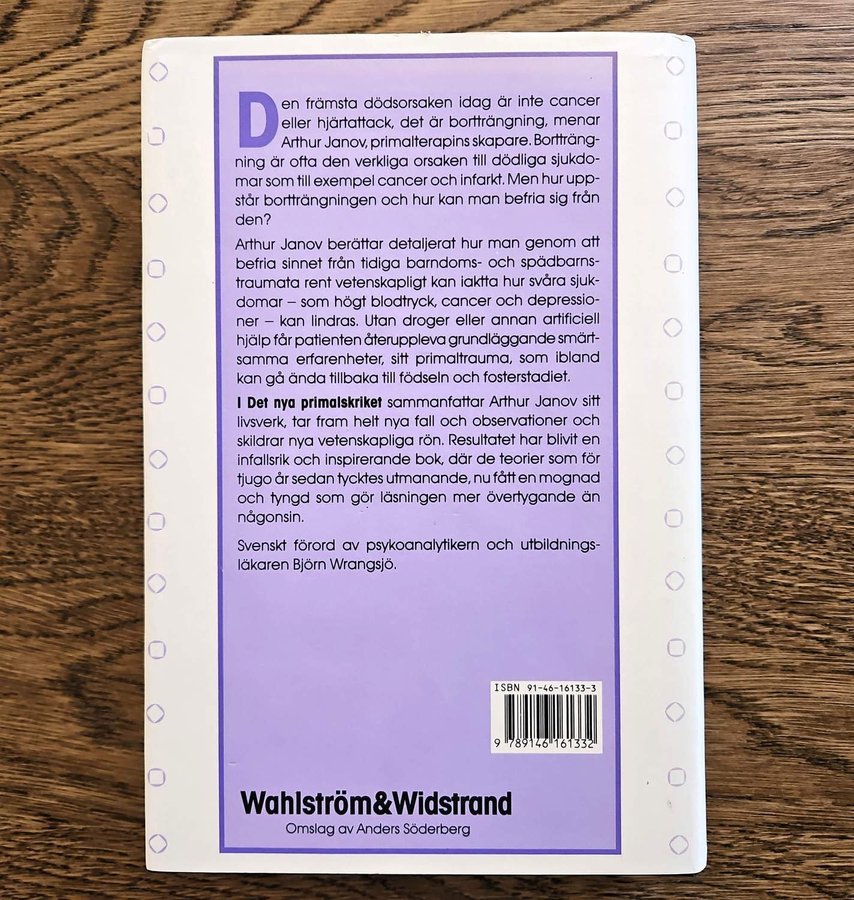 Den främsta dödsorsaken idag är inte cancer
eller hjärtattack, det är bortträngning, menar
Arthur Janov, primalterapins skapare. Bortträng-
ning är ofta den verkliga orsaken till dödliga sjukdo-
mar som till exempel cancer och infarkt. Men hur upp-
står bortträngningen och hur kan man befria sig från
den?
Arthur Janov berättar detaljerat hur man genom att
befria sinnet från tidiga barndoms- och spädbarns-
traumata rent vetenskapligt kan iaktta hur svåra sjuk-
domar – som högt blodtryck, cancer och depressio-
ner – kan lindras. Utan droger eller annan artificiell
hjälp får patienten återuppleva grundläggande smärt-
samma erfarenheter, sitt primaltrauma, som ibland
kan gå ända tillbaka till födseln och fosterstadiet.
I Det nya primalskriket sammanfattar Arthur Janov sitt
livsverk, tar fram helt nya fall och observationer och
skildrar nya vetenskapliga rön. Resultatet har blivit en
infallsrik och inspirerande bok, där de teorier som för
tjugo år sedan tycktes utmanande, nu fått en mognad
och tyngd som gör läsningen mer övertygande än
någonsin.
Svenskt förord av psykoanalytikern och utbildnings-
läkaren Björn Wrangsjö.
ISBN 91-46-16133-3
9 789146 161332
Wahlström&Widstrand
Omslag av Anders Söderberg